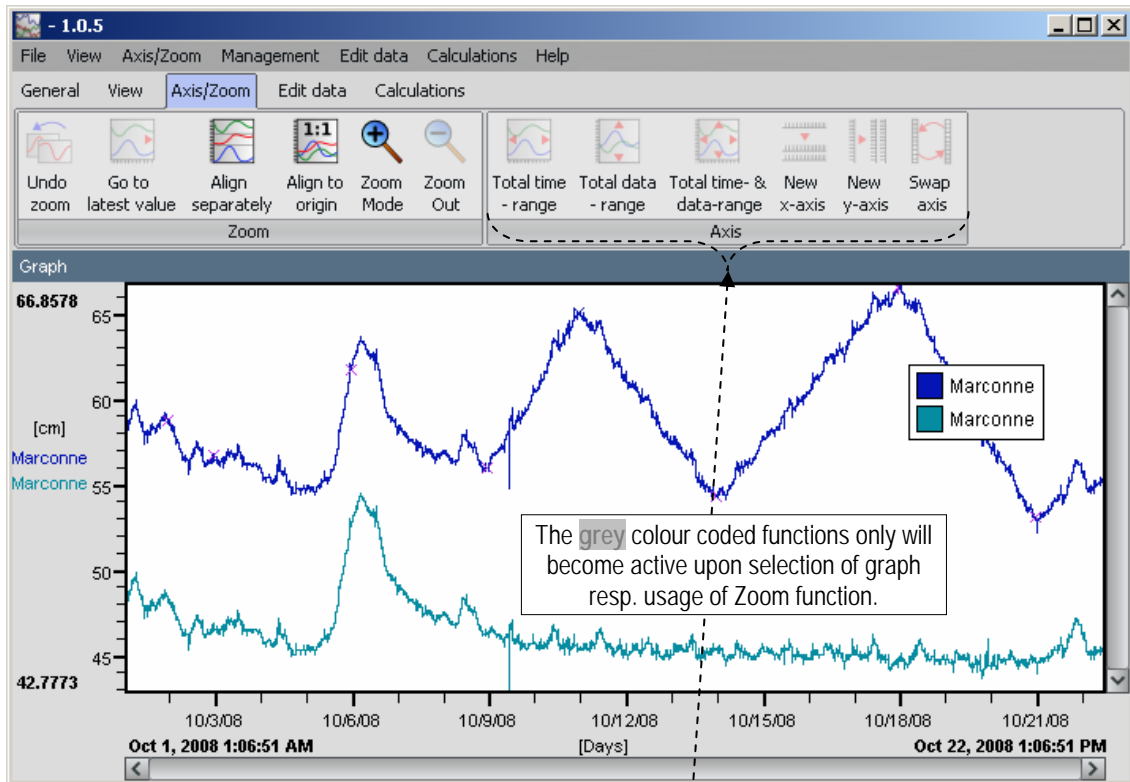 - 1.0.5
File View Axis/Zoom Management Edit data Calculations Help
General View Axis/Zoom Edit data Calculations
1:1
Undo zoom Go to latest value Align separately Align to origin Zoom Mode Zoom Out Total time - range Total data - range Total time- & data-range New x-axis New y-axis Swap axis
Zoom Axis
Graph
66.8578
65
60
[cm]
Marconne
Marconne
55
50
45
42.7773
Marconne
Marconne
The grey colour coded functions only will
become active upon selection of graph
resp. usage of Zoom function.
10/3/08 10/6/08 10/9/08 10/12/08 10/15/08 10/18/08 10/21/08
Oct 1, 2008 1:06:51 AM [Days] Oct 22, 2008 1:06:51 PM